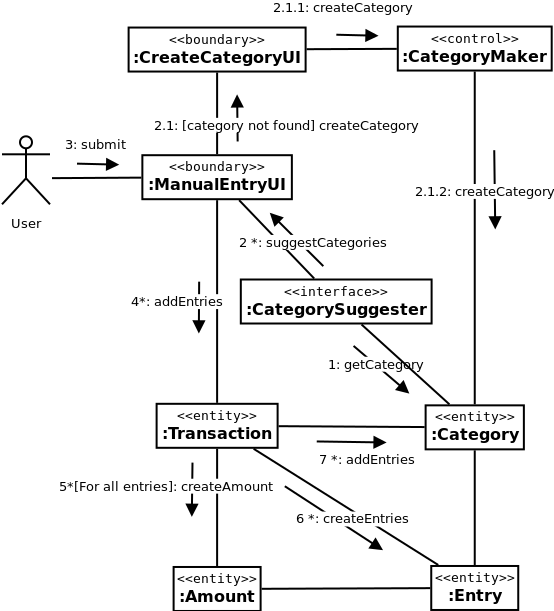 2.1.1: createCategory
<<boundary>>
:CreateCategoryUI
<<control>>
:CategoryMaker
2.1: [category not found] createCategory
3: submit
<<boundary>>
:ManualEntryUI
2.1.2: createCategory
User
2 *: suggestCategories
<<interface>>
:CategorySuggester
4*: addEntries
1: getCategory
<<entity>>
:Transaction
<<entity>>
:Category
7 *: addEntries
5*[For all entries]: createAmount
6 *: createEntries
<<entity>>
:Amount
<<entity>>
:Entry